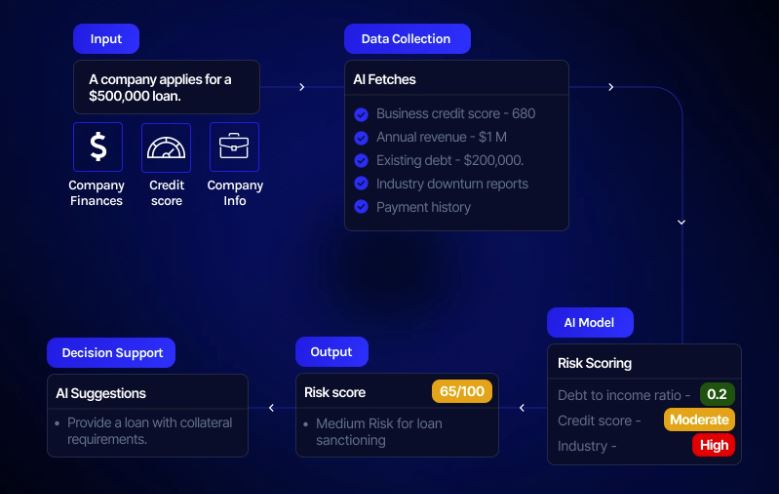 Input
A company applies for a
$500,000 loan.
Company
Finances
Credit
score
Company
Info
Data Collection
AI Fetches
Business credit score - 680
Annual revenue - $1 M
Existing debt - $200,000.
Industry downturn reports
Payment history
AI Model
Risk Scoring
Debt to income ratio - 0.2
Credit score - Moderate
Industry - High
Output
Risk score 65/100
• Medium Risk for loan
sanctioning
Decision Support
AI Suggestions
• Provide a loan with collateral
requirements.